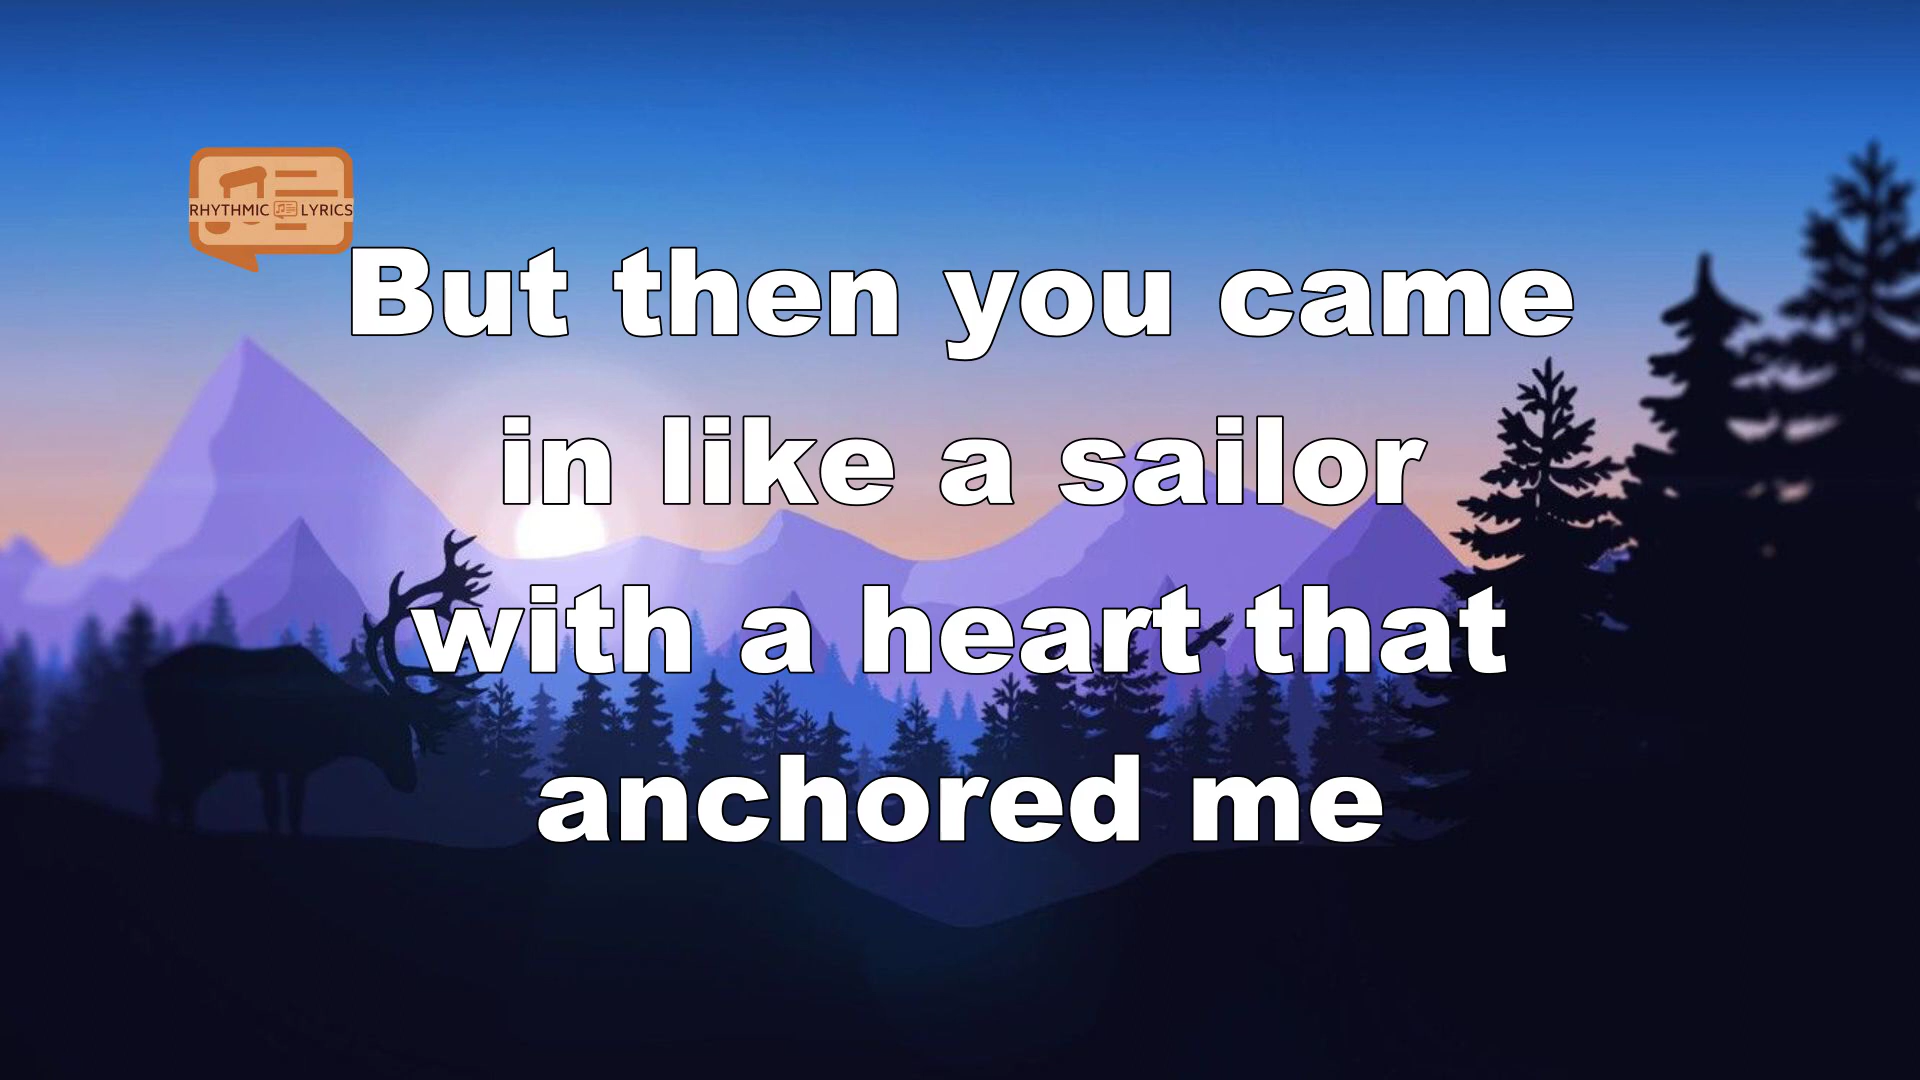 RHYTHMIC LYRICS
But then you came
in like a sailor
with a heart that
anchored me